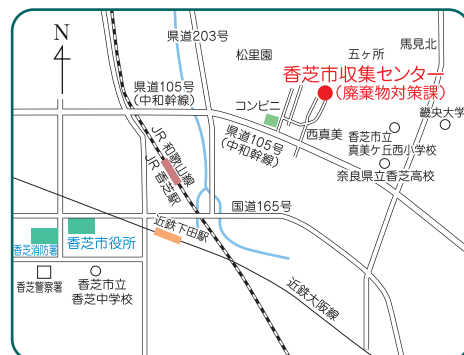 N
県道203号
松里園
五ヶ所
馬見北
県道105号
(中和幹線)
香芝市収集センター
(廃棄物対策課)
コンビニ
畿央大学
県道105号
(中和幹線)
西真美
香芝市立
真美ケ丘西小学校
奈良県立香芝高校
JR 和歌山線
JR 香芝駅
国道165号
近鉄下田駅
香芝消防署
香芝市役所
近鉄大阪線
香芝警察署
香芝市立
香芝中学校